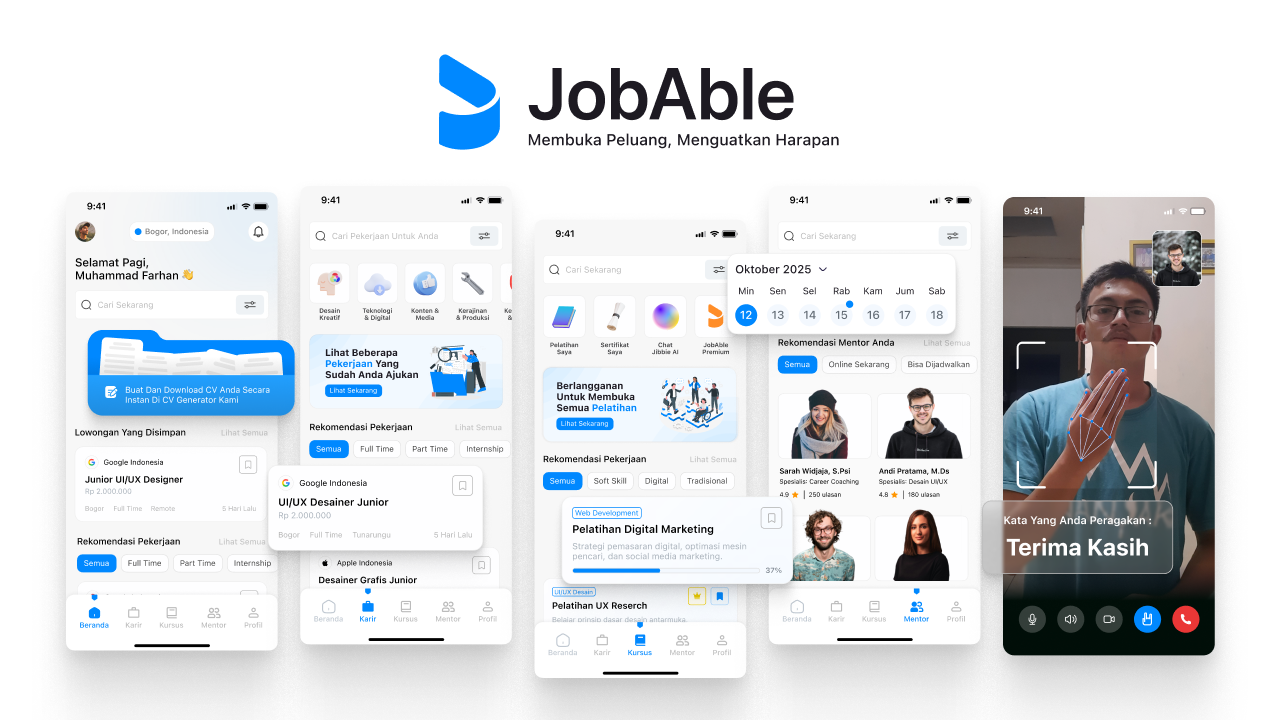 JobAble
Membuka Peluang, Menguatkan Harapan
9:41
Bogor, Indonesia
Selamat Pagi,
Muhammad Farhan 👋
Cari Sekarang
Buat Dan Download CV Anda Secara
Instan Di CV Generator Kami
Lowongan Yang Disimpan
Lihat Semua
Google Indonesia
Junior UI/UX Designer
Rp 2.000.000
Bogor Full Time Remote 5 Hari Lalu
Rekomendasi Pekerjaan
Lihat Semua
Semua Full Time Part Time Internship
Beranda Karir Kursus Mentor Profil
9:41
Cari Pekerjaan Untuk Anda
Desain
Kreatif
Teknologi
& Digital
Konten &
Media
Kerajinan
& Produksi
Lihat Beberapa
Pekerjaan Yang
Sudah Anda Ajukan
Lihat Sekarang
Rekomendasi Pekerjaan
Lihat Semua
Semua Full Time Part Time Internship
Google Indonesia
UI/UX Desainer Junior
Rp 2.000.000
Bogor Full Time Tunarungu 5 Hari Lalu
Apple Indonesia
Desainer Grafis Junior
Beranda Karir Kursus Mentor Profil
9:41
Cari Sekarang
Pelatihan
Saya
Sertifikat
Saya
Chat
Jibbie AI
JobAble
Premium
Berlangganan
Untuk Membuka
Semua Pelatihan
Lihat Sekarang
Rekomendasi Pekerjaan
Lihat Semua
Semua Soft Skill Digital Tradisional
Web Development
Pelatihan Digital Marketing
Strategi pemasaran digital, optimasi mesin
pencari, dan social media marketing.
37%
UI/UX Desain
Pelatihan UX Reserch
Belajar prinsip dasar desain antarmuka.
Beranda Karir Kursus Mentor Profil
9:41
Cari Sekarang
Oktober 2025
Min Sen Sel Rab Kam Jum Sab
12 13 14 15 16 17 18
Rekomendasi Mentor Anda
Lihat Semua
Semua Online Sekarang Bisa Dijadwalkan
Sarah Widjaja, S.Psi
Spesialis: Career Coaching
4.9 | 250 ulasan
Andi Pratama, M.Ds
Spesialis: Desain UI/UX
4.8 | 180 ulasan
Beranda Karir Kursus Mentor Profil
9:41
Kata Yang Anda Peragakan :
Terima Kasih